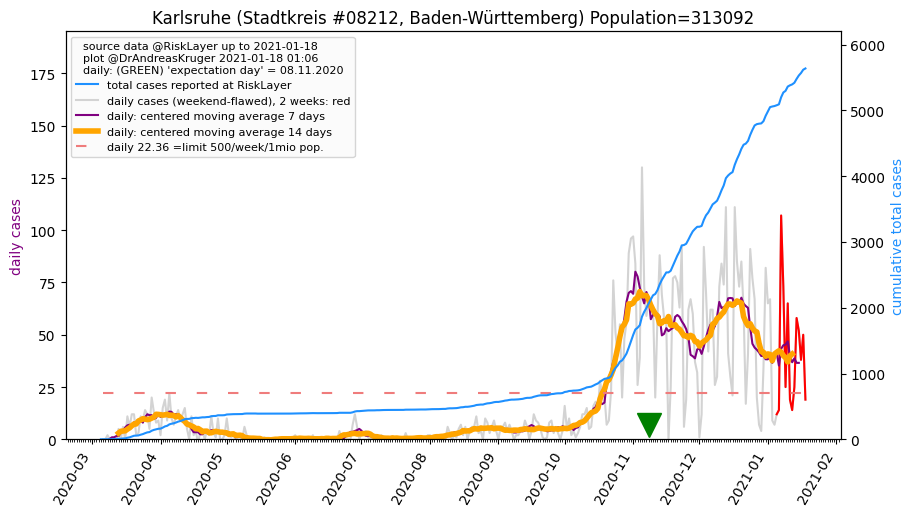 Karlsruhe (Stadtkreis #08212, Baden-Württemberg) Population=313092
source data @RiskLayer up to 2021-01-18
plot @DrAndreasKruger 2021-01-18 01:06
daily: (GREEN) 'expectation day' = 08.11.2020
total cases reported at RiskLayer
daily cases (weekend-flawed), 2 weeks: red
daily: centered moving average 7 days
daily: centered moving average 14 days
daily 22.36 =limit 500/week/1mio pop.
daily cases
175
150
125
100
75
50
25
0
6000
5000
4000
3000
2000
1000
0
cumulative total cases
2020-03
2020-04
2020-05
2020-06
2020-07
2020-08
2020-09
2020-10
2020-11
2020-12
2021-01
2021-02